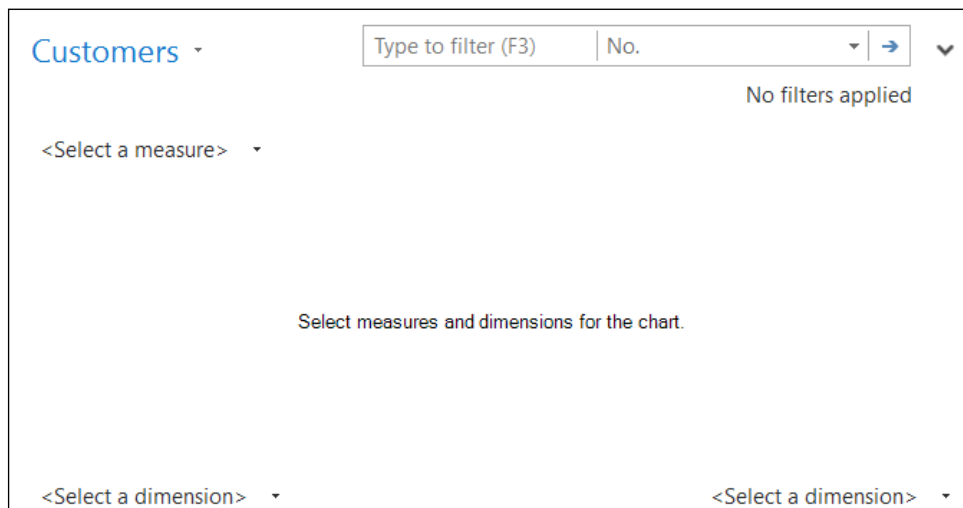 Customers
Type to filter (F3) No.
No filters applied
<Select a measure>
Select measures and dimensions for the chart.
<Select a dimension> <Select a dimension>